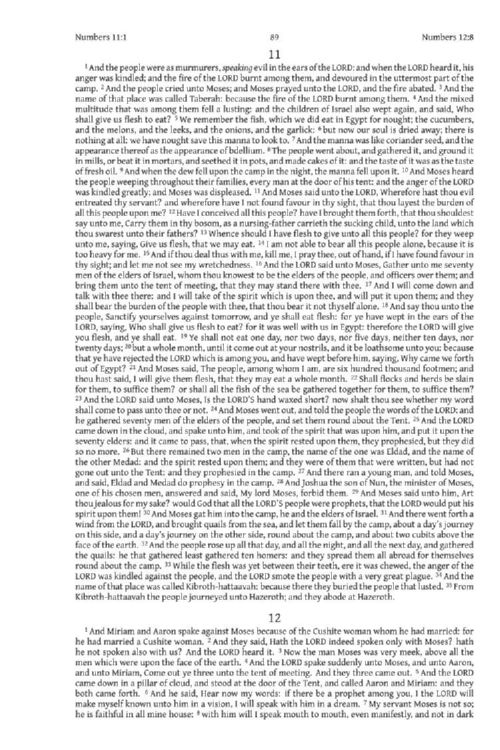 Numbers 11:1 89 Numbers 12:8
11
1 And the people were as murmurers, speaking evil in the ears of the LORD: and when the LORD heard it, his
anger was kindled; and the fire of the LORD burnt among them, and devoured in the uttermost part of the
camp. 2 And the people cried unto Moses; and Moses prayed unto the LORD, and the fire abated. 3 And the
name of that place was called Taberah: because the fire of the LORD burnt among them. 4 And the mixed
multitude that was among them fell a lusting: and the children of Israel also wept again, and said, Who
shall give us flesh to eat? 5 We remember the fish, which we did eat in Egypt for nought; the cucumbers,
and the melons, and the leeks, and the onions, and the garlick: 6 but now our soul is dried away; there is
nothing at all: we have nought save this manna to look to. 7 And the manna was like coriander seed, and the
appearance thereof as the appearance of bdellium. 8 The people went about, and gathered it, and ground it
in mills, or beat it in mortars, and seethed it in pots, and made cakes of it: and the taste of it was as the taste
of fresh oil. 9 And when the dew fell upon the camp in the night, the manna fell upon it. 10 And Moses heard
the people weeping throughout their families, every man at the door of his tent: and the anger of the LORD
was kindled greatly; and Moses was displeased. 11 And Moses said unto the LORD, Wherefore hast thou evil
entreated thy servant? and wherefore have I not found favour in thy sight, that thou layest the burden of
all this people upon me? 12 Have I conceived all this people? have I brought them forth, that thou shouldest
say unto me, Carry them in thy bosom, as a nursing-father carrieth the sucking child, unto the land which
thou swarest unto their fathers? 13 Whence should I have flesh to give unto all this people? for they weep
unto me, saying, Give us flesh, that we may eat. 14 I am not able to bear all this people alone, because it is
too heavy for me. 15 And if thou deal thus with me, kill me, I pray thee, out of hand, if I have found favour in
thy sight; and let me not see my wretchedness. 16 And the LORD said unto Moses, Gather unto me seventy
men of the elders of Israel, whom thou knowest to be the elders of the people, and officers over them; and
bring them unto the tent of meeting, that they may stand there with thee. 17 And I will come down and
talk with thee there: and I will take of the spirit which is upon thee, and will put it upon them; and they
shall bear the burden of the people with thee, that thou bear it not thyself alone. 18 And say thou unto the
people, Sanctify yourselves against tomorrow, and ye shall eat flesh: for ye have wept in the ears of the
LORD, saying, Who shall give us flesh to eat? for it was well with us in Egypt: therefore the LORD will give
you flesh, and ye shall eat. 19 Ye shall not eat one day, nor two days, nor five days, neither ten days, nor
twenty days; 20 but a whole month, until it come out at your nostrils, and it be loathsome unto you: because
that ye have rejected the LORD which is among you, and have wept before him, saying, Why came we forth
out of Egypt? 21 And Moses said, The people, among whom I am, are six hundred thousand footmen; and
thou hast said, I will give them flesh, that they may eat a whole month. 22 Shall flocks and herds be slain
for them, to suffice them? or shall all the fish of the sea be gathered together for them, to suffice them?
23 And the LORD said unto Moses, Is the LORD'S hand waxed short? now shalt thou see whether my word
shall come to pass unto thee or not. 24 And Moses went out, and told the people the words of the LORD: and
he gathered seventy men of the elders of the people, and set them round about the Tent. 25 And the LORD
came down in the cloud, and spake unto him, and took of the spirit that was upon him, and put it upon the
seventy elders: and it came to pass, that, when the spirit rested upon them, they prophesied, but they did
so no more. 26 But there remained two men in the camp, the name of the one was Eldad, and the name of
the other Medad: and the spirit rested upon them; and they were of them that were written, but had not
gone out unto the Tent: and they prophesied in the camp. 27 And there ran a young man, and told Moses,
and said, Eldad and Medad do prophesy in the camp. 28 And Joshua the son of Nun, the minister of Moses,
one of his chosen men, answered and said, My lord Moses, forbid them. 29 And Moses said unto him, Art
thou jealous for my sake? would God that all the LORD'S people were prophets, that the LORD would put his
spirit upon them! 30 And Moses gat him into the camp, he and the elders of Israel. 31 And there went forth a
wind from the LORD, and brought quails from the sea, and let them fall by the camp, about a day's journey
on this side, and a day's journey on the other side, round about the camp, and about two cubits above the
face of the earth. 32 And the people rose up all that day, and all the night, and all the next day, and gathered
the quails: he that gathered least gathered ten homers: and they spread them all abroad for themselves
round about the camp. 33 While the flesh was yet between their teeth, ere it was chewed, the anger of the
LORD was kindled against the people, and the LORD smote the people with a very great plague. 34 And the
name of that place was called Kibroth-hattaavah: because there they buried the people that lusted. 35 From
Kibroth-hattaavah the people journeyed unto Hazeroth; and they abode at Hazeroth.
12
1 And Miriam and Aaron spake against Moses because of the Cushite woman whom he had married: for
he had married a Cushite woman. 2 And they said, Hath the LORD indeed spoken only with Moses? hath
he not spoken also with us? And the LORD heard it. 3 Now the man Moses was very meek, above all the
men which were upon the face of the earth. 4 And the LORD spake suddenly unto Moses, and unto Aaron,
and unto Miriam, Come out ye three unto the tent of meeting. And they three came out. 5 And the LORD
came down in a pillar of cloud, and stood at the door of the Tent, and called Aaron and Miriam: and they
both came forth. 6 And he said, Hear now my words: if there be a prophet among you, I the LORD will
make myself known unto him in a vision, I will speak with him in a dream. 7 My servant Moses is not so;
he is faithful in all mine house: 8 with him will I speak mouth to mouth, even manifestly, and not in dark